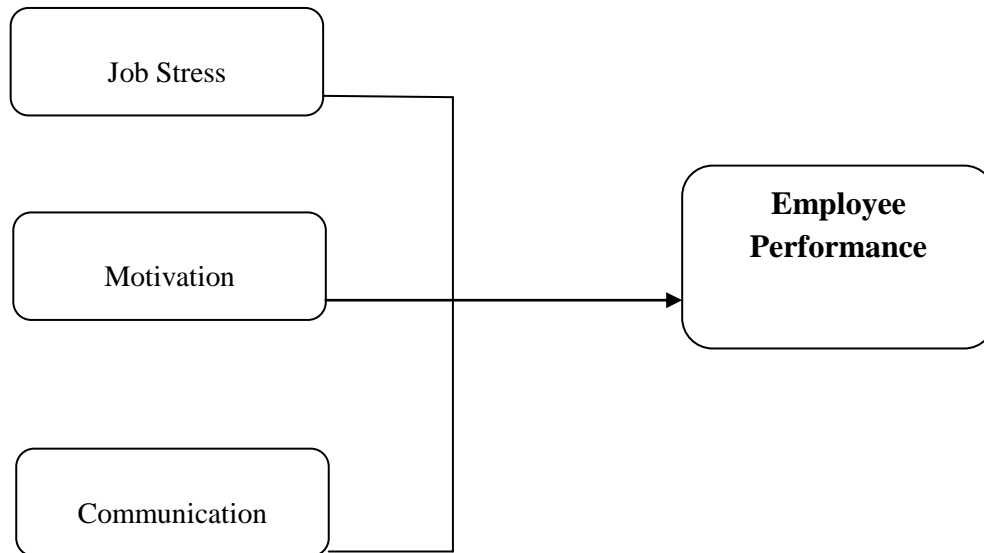 Job Stress
Employee
Performance
Motivation
Communication